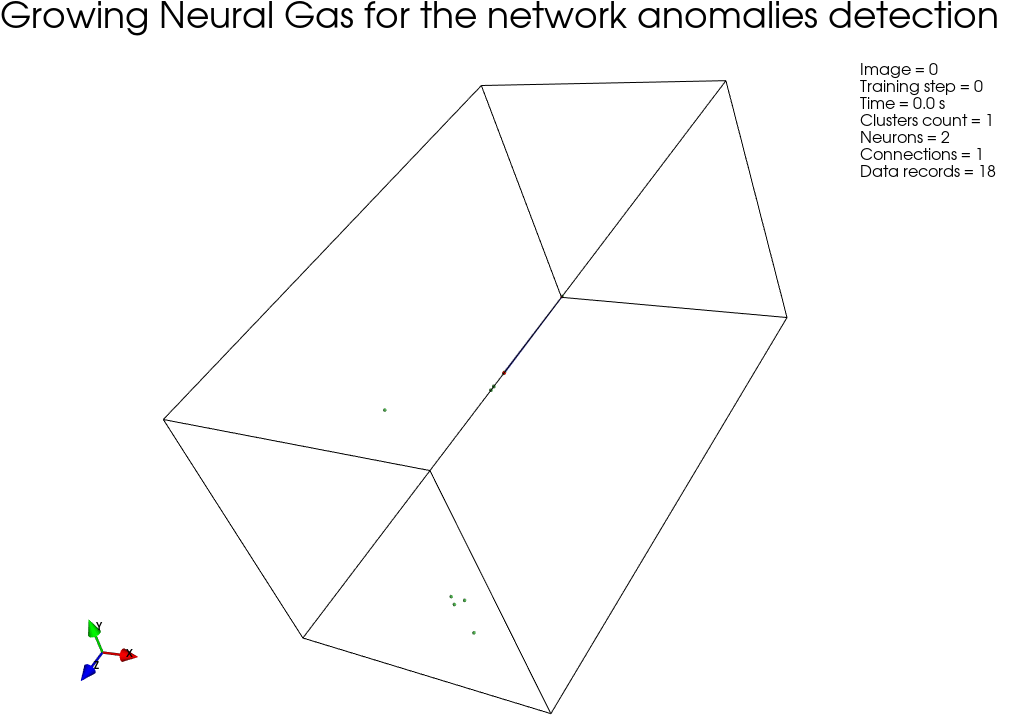 Growing Neural Gas for the network anomalies detection
Image = 0
Training step = 0
Time = 0.0 s
Clusters count = 1
Neurons = 2
Connections = 1
Data records = 18
Y
X
Z